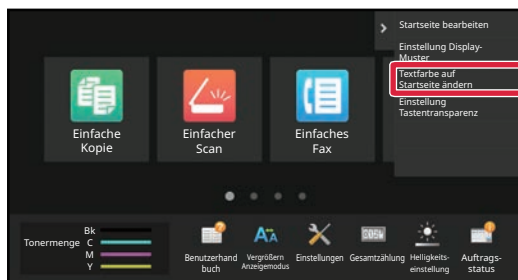 Startseite bearbeiten
Einstellung Display-
Muster
Textfarbe auf
Startseite ändern
Einstellung
Tastentransparenz
Einfache
Kopie
Einfacher
Scan
Einfaches
Fax
Tonermenge
Bk
C
M
Y
Benutzerhand
buch
Vergrößern
Anzeigemodus
Einstellungen
Gesamtzählung
Helligkeits-
einstellung
Auftrags-
status